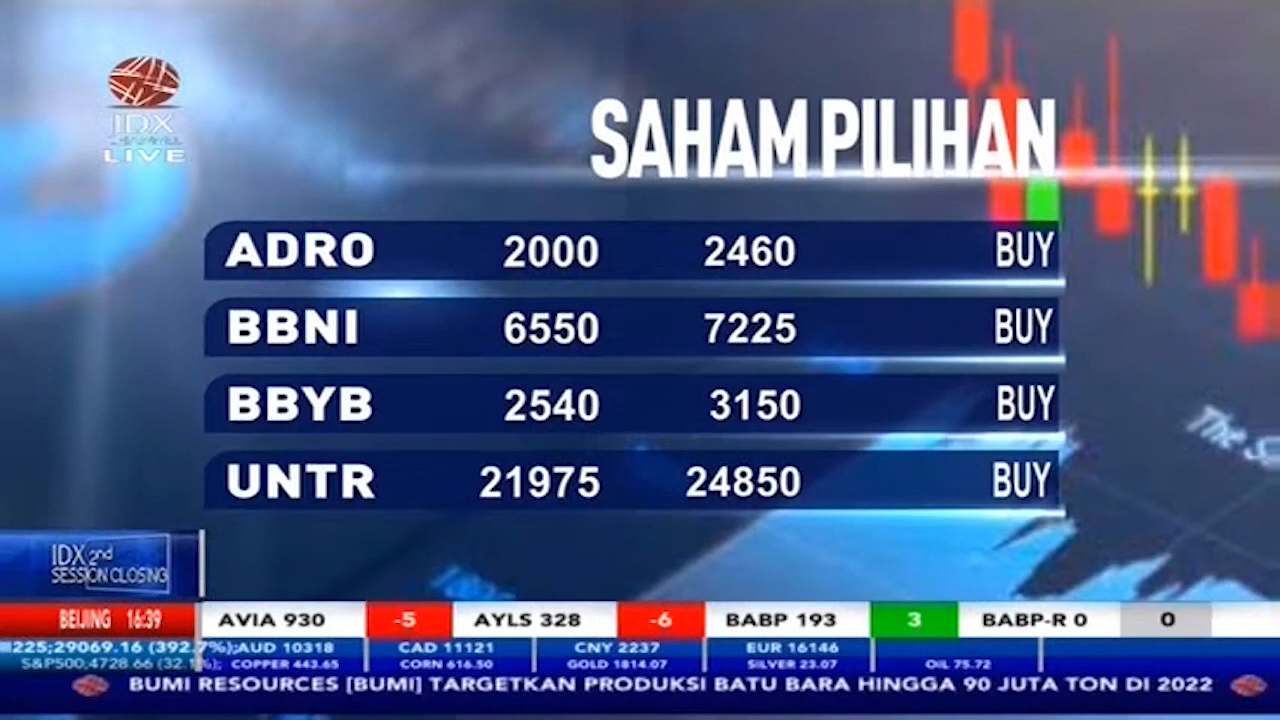 IDX
LIVE
SAHAM PILIHAN
ADRO 2000 2460 BUY
BBNI 6550 7225 BUY
BBYB 2540 3150 BUY
UNTR 21975 24850 BUY
The
IDX 2nd
SESSION CLOSING
BEIJING 16:39 AVIA 930 -5 AYLS 328 -6 BABP 193 3 BABP-R 0 0
225;29069.16 (392.7%);AUD 10318 CAD 11121 CNY 2237 EUR 16146
S&P500,4728.66 (32.1%); COPPER 443.65 CORN 616.50 GOLD 1814.07 SILVER 23.07 OIL 75.72
BUMI RESOURCES [BUMI] TARGETKAN PRODUKSI BATU BARA HINGGA 90 JUTA TON DI 2022